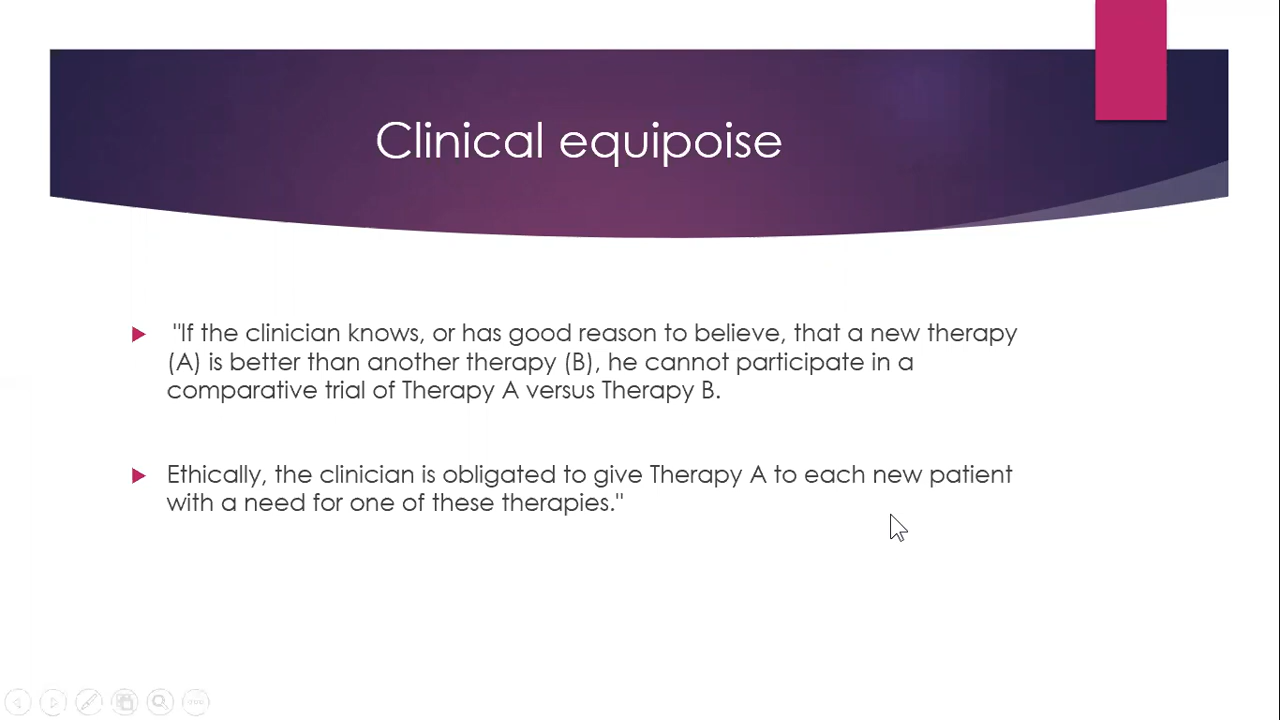 Clinical equipoise
"If the clinician knows, or has good reason to believe, that a new therapy
(A) is better than another therapy (B), he cannot participate in a
comparative trial of Therapy A versus Therapy B.
Ethically, the clinician is obligated to give Therapy A to each new patient
with a need for one of these therapies."